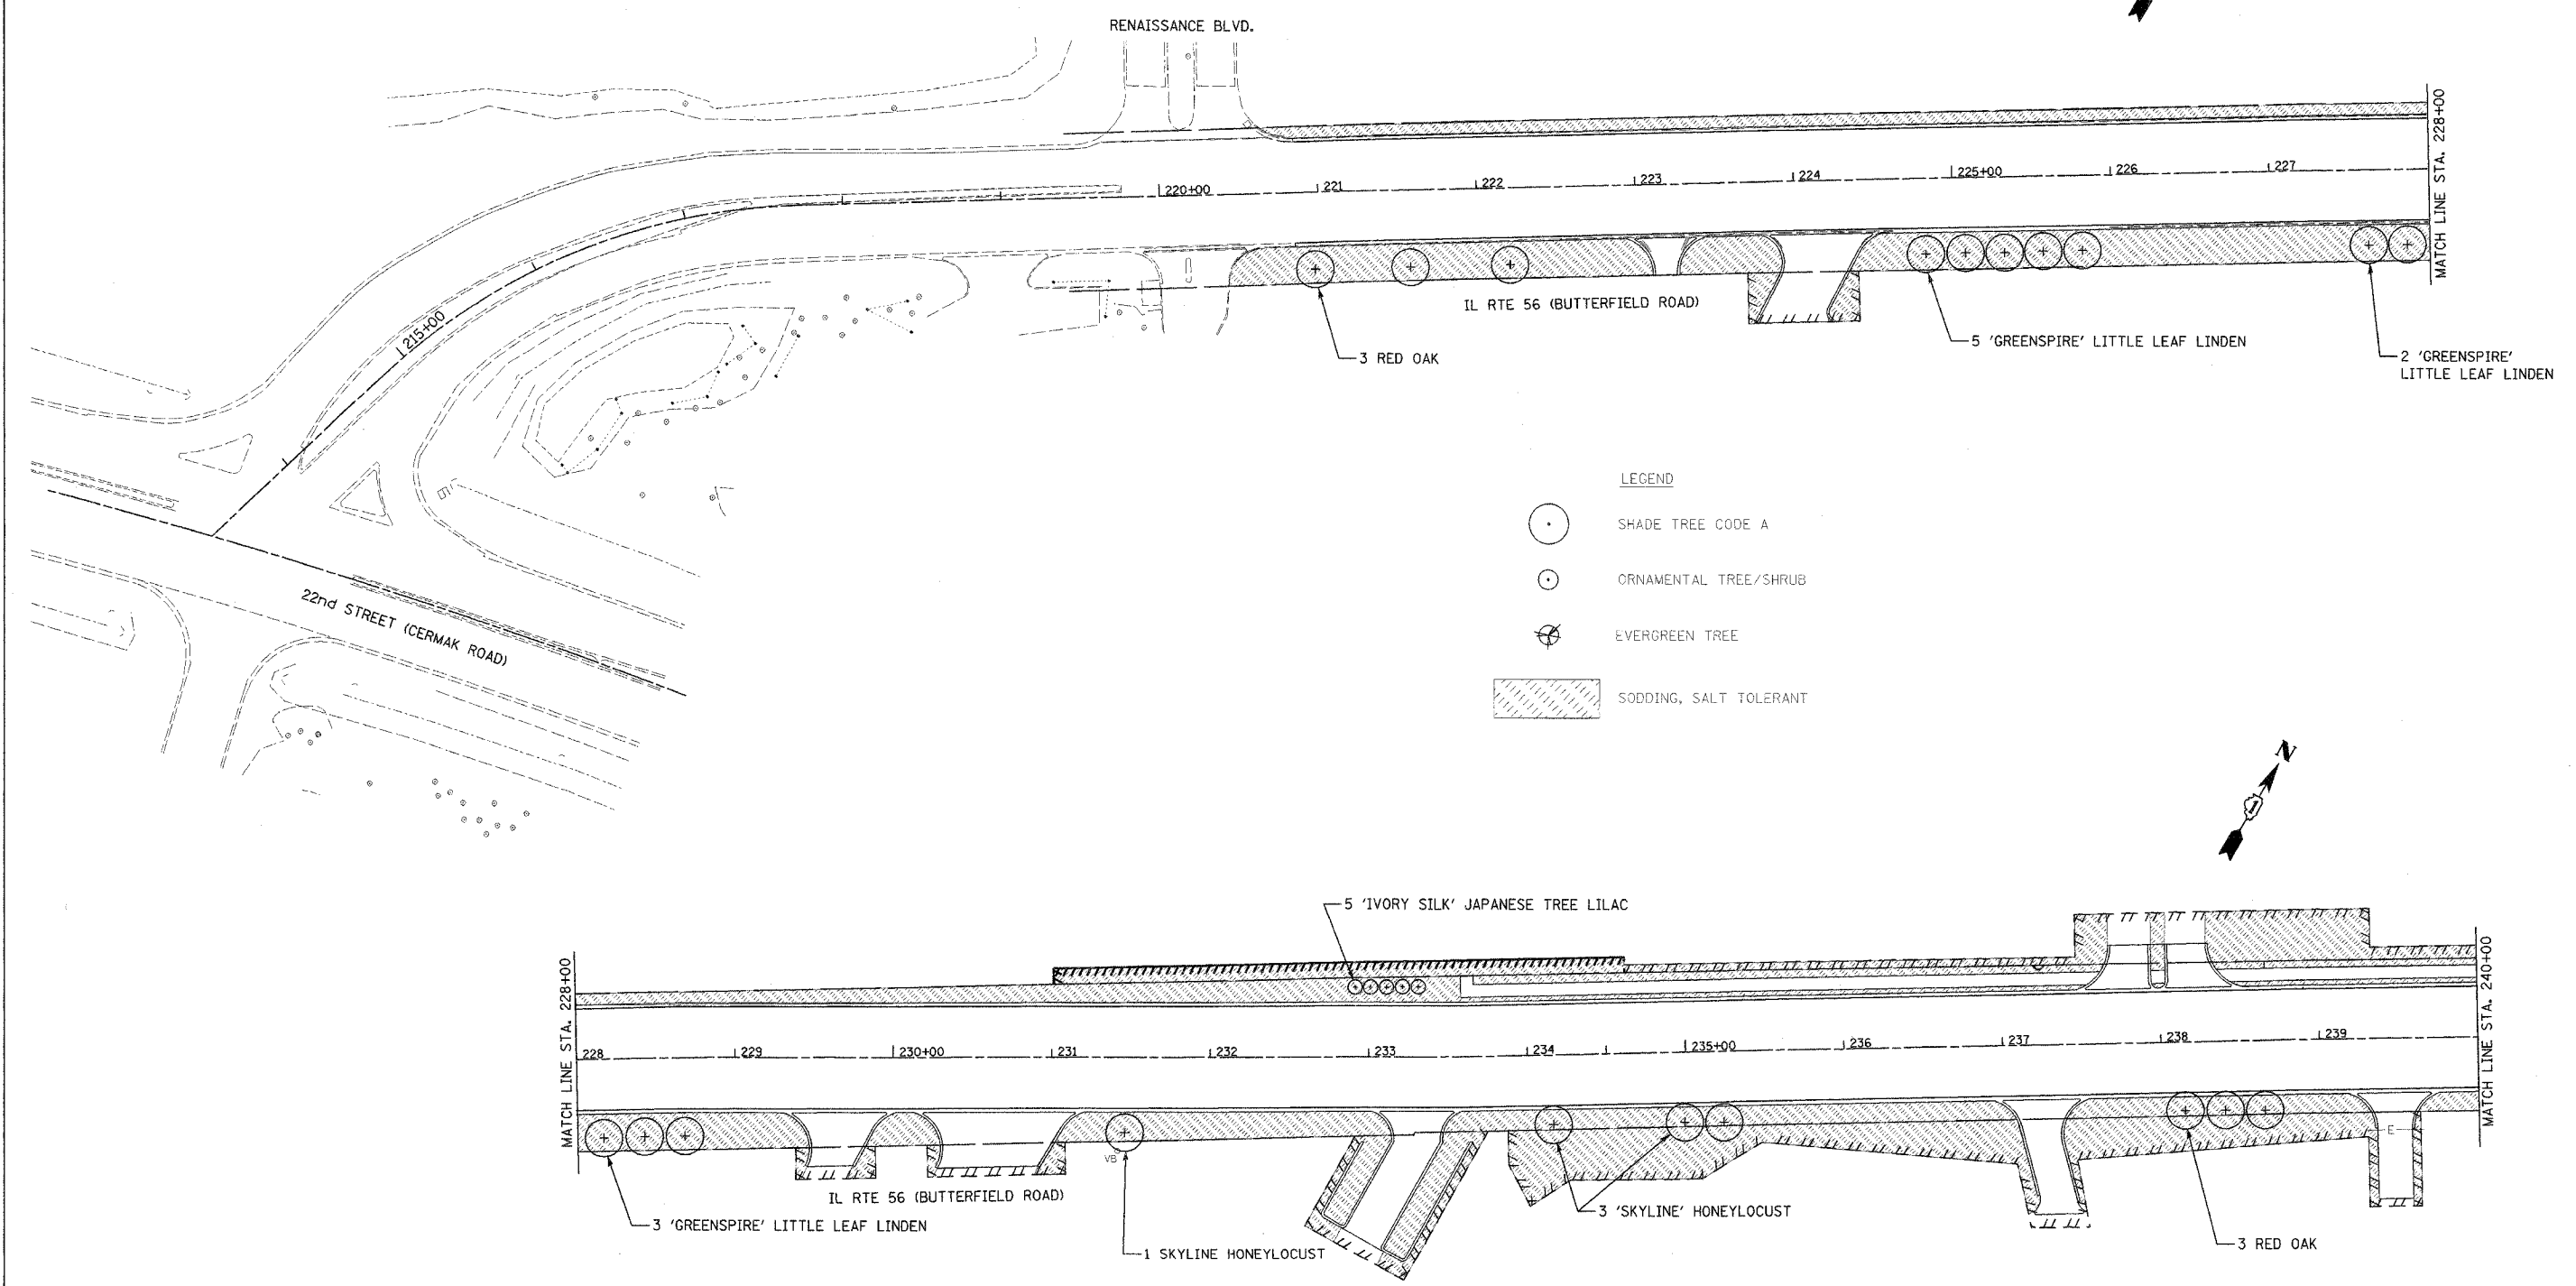 RENAISSANCE BLVD.
MATCH LINE STA. 228+00
220+00
221
222
223
224
225+00
226
227
215+00
IL RTE 56 (BUTTERFIELD ROAD)
3 RED OAK
5 'GREENSPIRE' LITTLE LEAF LINDEN
2 'GREENSPIRE'
LITTLE LEAF LINDEN
22nd STREET (CERMAK ROAD)
LEGEND
SHADE TREE CODE A
ORNAMENTAL TREE/SHRUB
EVERGREEN TREE
SODDING, SALT TOLERANT
N
5 'IVORY SILK' JAPANESE TREE LILAC
MATCH LINE STA. 228+00
MATCH LINE STA. 240+00
228
229
230+00
231
232
233
234
235+00
236
237
238
239
VB
E
IL RTE 56 (BUTTERFIELD ROAD)
3 'GREENSPIRE' LITTLE LEAF LINDEN
1 SKYLINE HONEYLOCUST
3 'SKYLINE' HONEYLOCUST
3 RED OAK